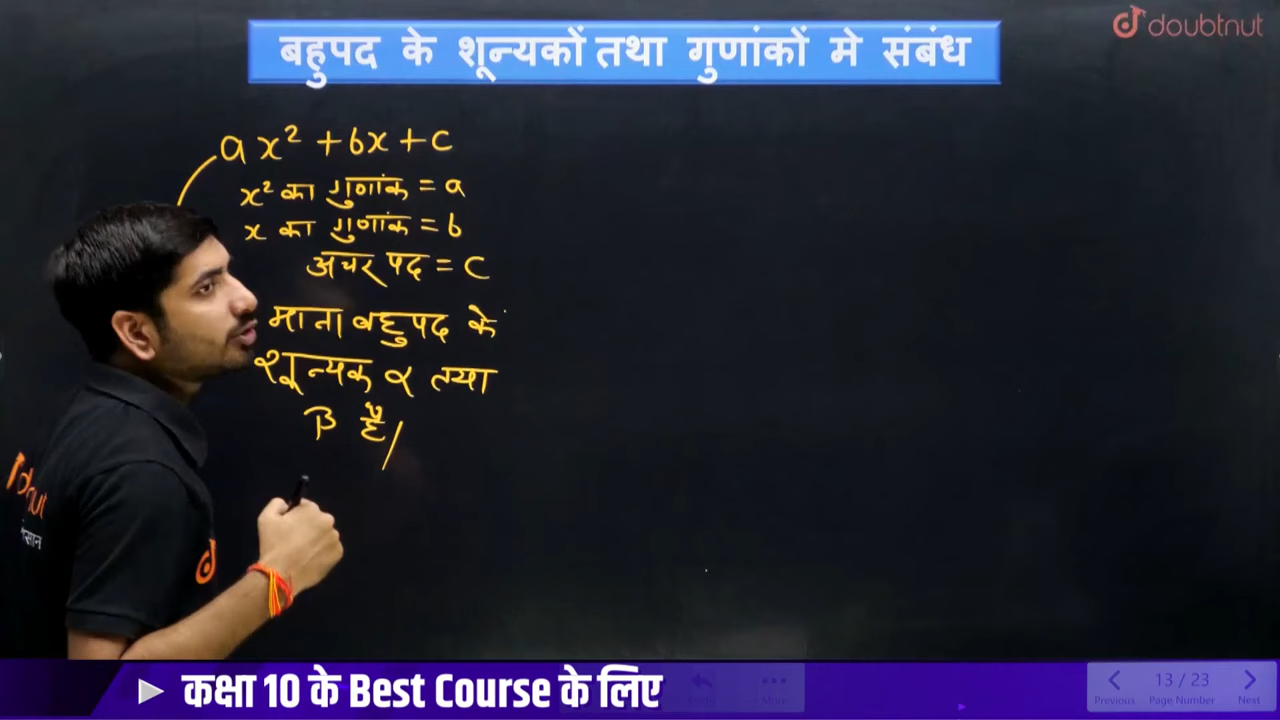 doubtnut
बहुपद के शून्यकों तथा गुणांकों मे संबंध
ax² + bx + c
x² का गुणांक = a
x का गुणांक = b
अचर पद = c
माना बहुपद के
शून्यक α तथा
β है/
कक्षा 10 के Best Course के लिए
13 / 23
Previous Page Number Next
More